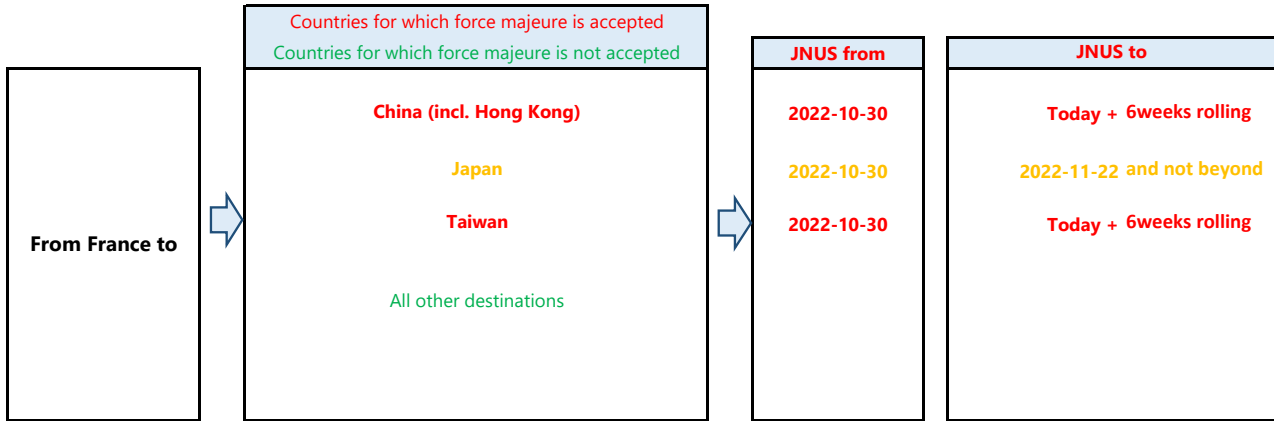 Countries for which force majeure is accepted
Countries for which force majeure is not accepted
JNUS from
JNUS to
From France to
China (incl. Hong Kong)
2022-10-30
Today + 6weeks rolling
Japan
2022-10-30
2022-11-22 and not beyond
Taiwan
2022-10-30
Today + 6weeks rolling
All other destinations